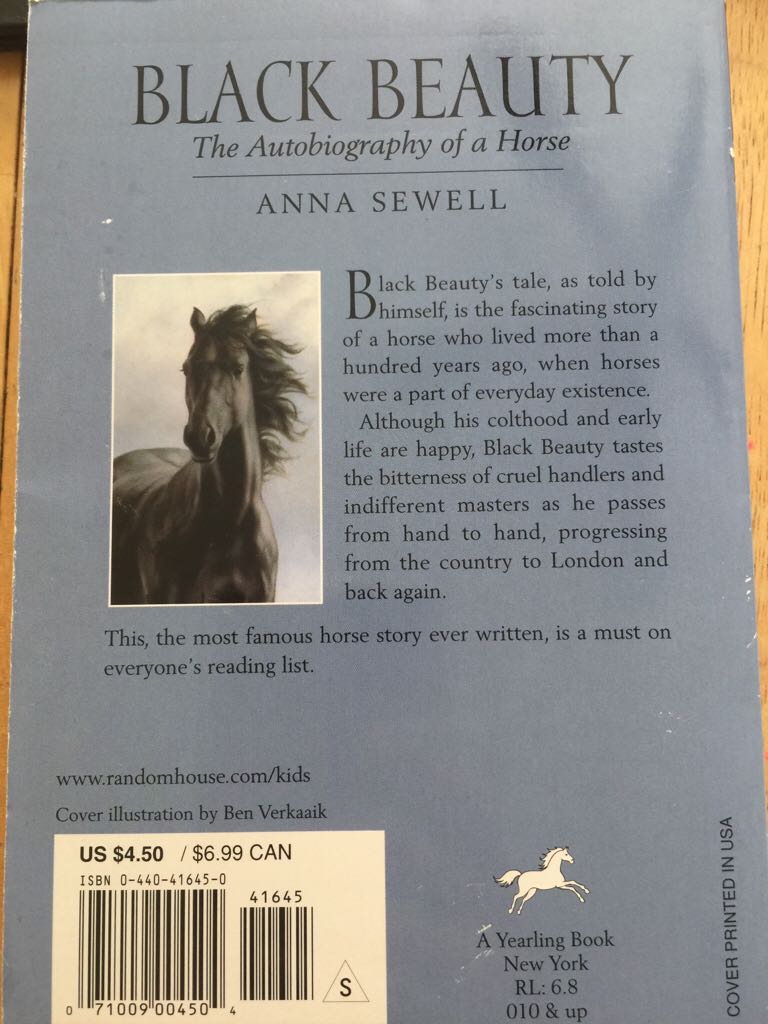 BLACK BEAUTY
The Autobiography of a Horse
ANNA SEWELL
Black Beauty's tale, as told by
himself, is the fascinating story
of a horse who lived more than a
hundred years ago, when horses
were a part of everyday existence.
Although his colthood and early
life are happy, Black Beauty tastes
the bitterness of cruel handlers and
indifferent masters as he passes
from hand to hand, progressing
from the country to London and
back again.
This, the most famous horse story ever written, is a must on
everyone's reading list.
www.randomhouse.com/kids
Cover illustration by Ben Verkaaik
US $4.50 / $6.99 CAN
ISBN 0-440-41645-0
41645
0 71009 00450 4
S
A Yearling Book
New York
RL: 6.8
010 & up
COVER PRINTED IN USA